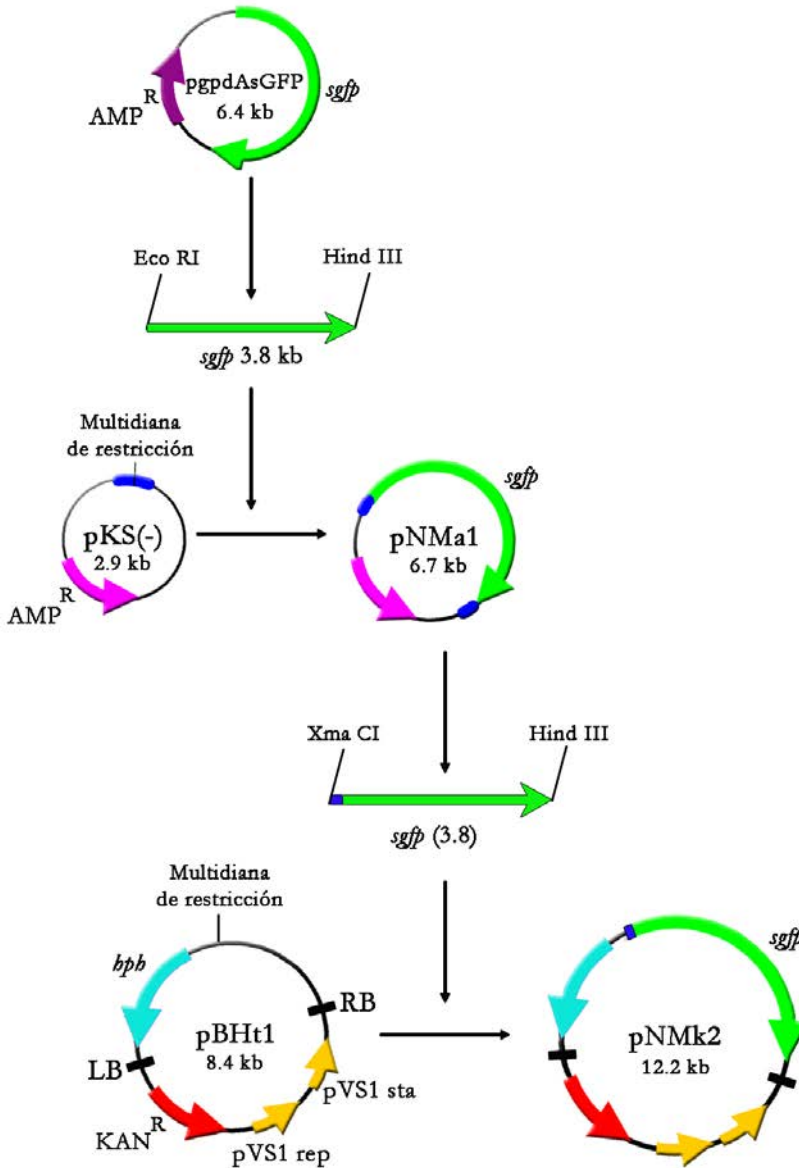 pgpdAsGFP
6.4 kb
sgfp
AMP R
Eco RI
Hind III
sgfp 3.8 kb
Multidiana
de restricción
pKS(-)
2.9 kb
AMP R
sgfp
pNMa1
6.7 kb
Xma CI
Hind III
sgfp (3.8)
Multidiana
de restricción
hph
RB
pBHt1
8.4 kb
LB
pVS1 sta
KAN R
pVS1 rep
sgfp
pNMk2
12.2 kb